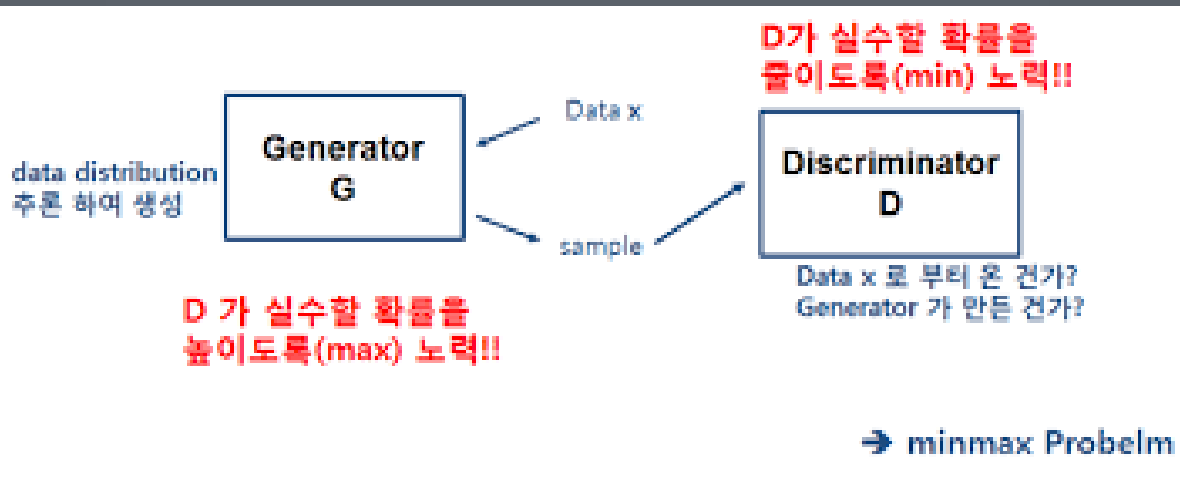 D가 실수할 확률을
줄이도록(min) 노력!!
Data x
Generator
G
Discriminator
D
data distribution
추론 하여 생성
sample
Data x 로 부터 온 건가?
Generator 가 만든 건가?
D 가 실수할 확률을
높이도록(max) 노력!!
➔ minmax Probelm